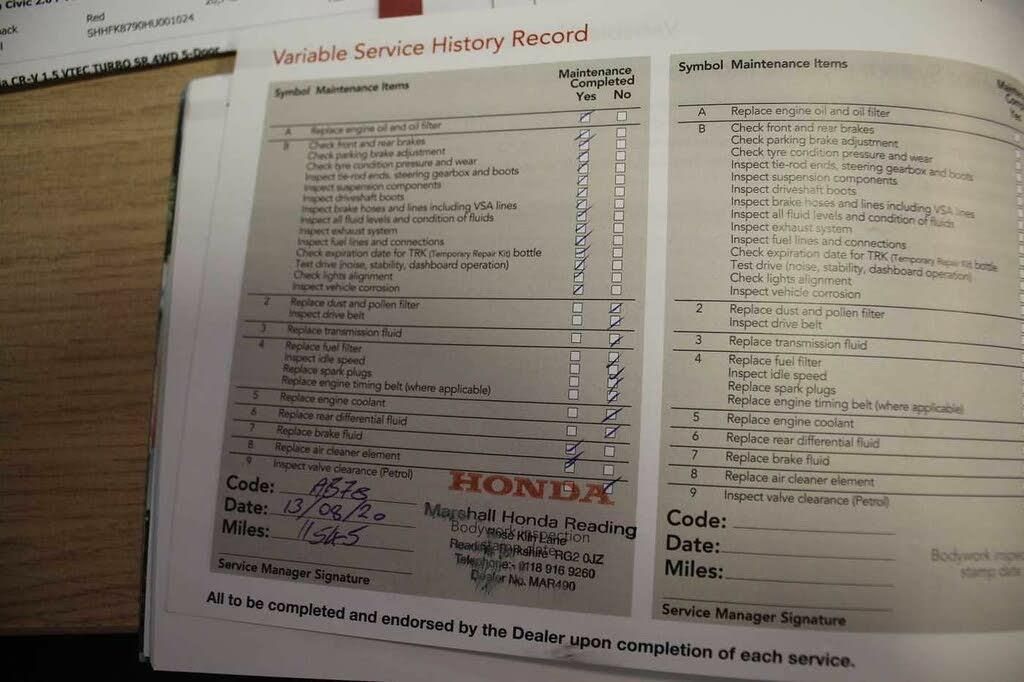 Civic 2.0
Red
SHHFK8790HU001024
CR-V 1.5 VTEC TURBO SR 4WD 5-Door
Variable Service History Record
Symbol Maintenance Items
Maintenance
Completed
Yes No
A Replace engine oil and oil filter
B Check front and rear brakes
Check parking brake adjustment
Check tyre condition pressure and wear
Inspect tie-rod ends, steering gearbox and boots
Inspect suspension components
Inspect driveshaft boots
Inspect brake hoses and lines including VSA lines
Inspect all fluid levels and condition of fluids
Inspect exhaust system
Inspect fuel lines and connections
Check expiration date for TRK (Temporary Repair Kit) bottle
Test drive (noise, stability, dashboard operation)
Check lights alignment
Inspect vehicle corrosion
2 Replace dust and pollen filter
Inspect drive belt
3 Replace transmission fluid
4 Replace fuel filter
Inspect idle speed
Replace spark plugs
Replace engine timing belt (where applicable)
5 Replace engine coolant
6 Replace rear differential fluid
7 Replace brake fluid
8 Replace air cleaner element
9 Inspect valve clearance (Petrol)
Code:
Date: 13/08/20
Miles: 11545
Service Manager Signature
HONDA
Marshall Honda Reading
Bodywork inspection
Rose Kiln Lane
Reading Berkshire RG2 0JZ
Telephone:- 0118 916 9260
Dealer No. MAR490
Symbol Maintenance Items
A Replace engine oil and oil filter
B Check front and rear brakes
Check parking brake adjustment
Check tyre condition pressure and wear
Inspect tie-rod ends, steering gearbox and boots
Inspect suspension components
Inspect driveshaft boots
Inspect brake hoses and lines including VSA lines
Inspect all fluid levels and condition of fluids
Inspect exhaust system
Inspect fuel lines and connections
Check expiration date for TRK (Temporary Repair Kit) bottle
Test drive (noise, stability, dashboard operation)
Check lights alignment
Inspect vehicle corrosion
2 Replace dust and pollen filter
Inspect drive belt
3 Replace transmission fluid
4 Replace fuel filter
Inspect idle speed
Replace spark plugs
Replace engine timing belt (where applicable)
5 Replace engine coolant
6 Replace rear differential fluid
7 Replace brake fluid
8 Replace air cleaner element
9 Inspect valve clearance (Petrol)
Code:
Date:
Miles:
Bodywork
stamp date
Service Manager Signature
All to be completed and endorsed by the Dealer upon completion of each service.